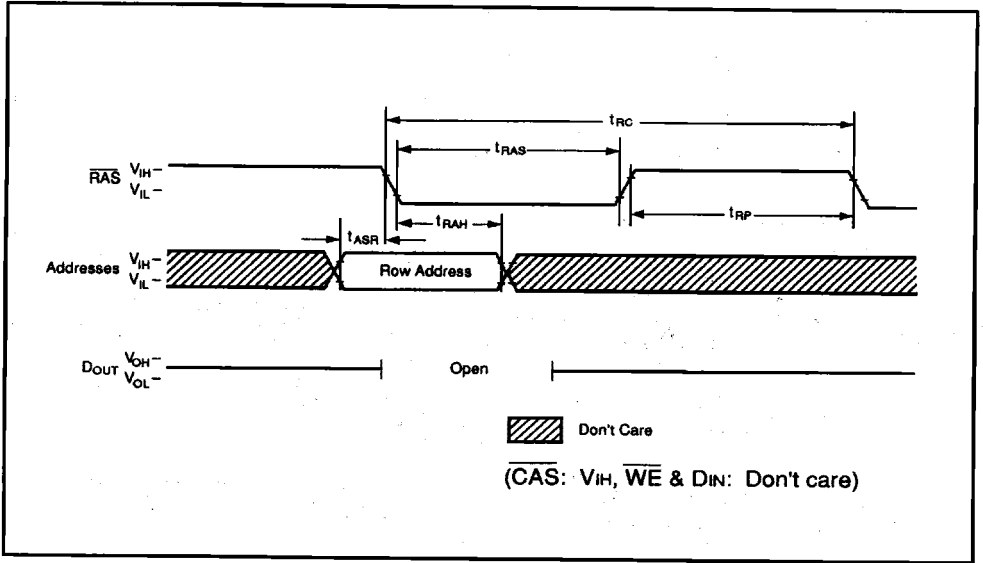 tRC
tRAS
RAS VIH–
VIL–
tRP
tRAH
tASR
Addresses VIH–
VIL–
Row Address
DOUT VOH–
VOL–
Open
Don't Care
(CAS: VIH, WE & DIN: Don't care)